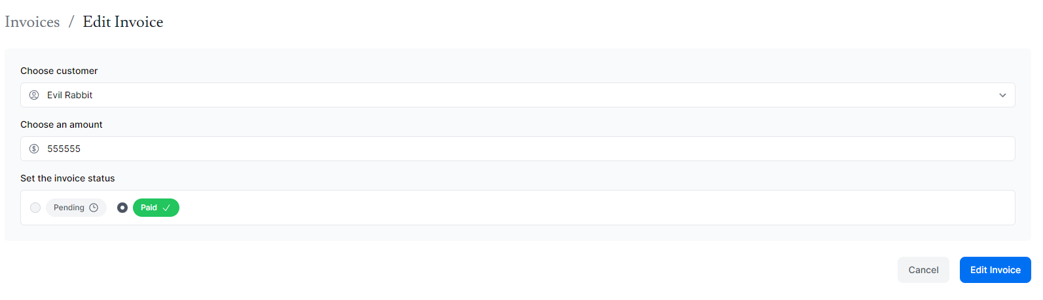 Invoices / Edit Invoice
Choose customer
Evil Rabbit
Choose an amount
555555
Set the invoice status
Pending Paid
Cancel Edit Invoice